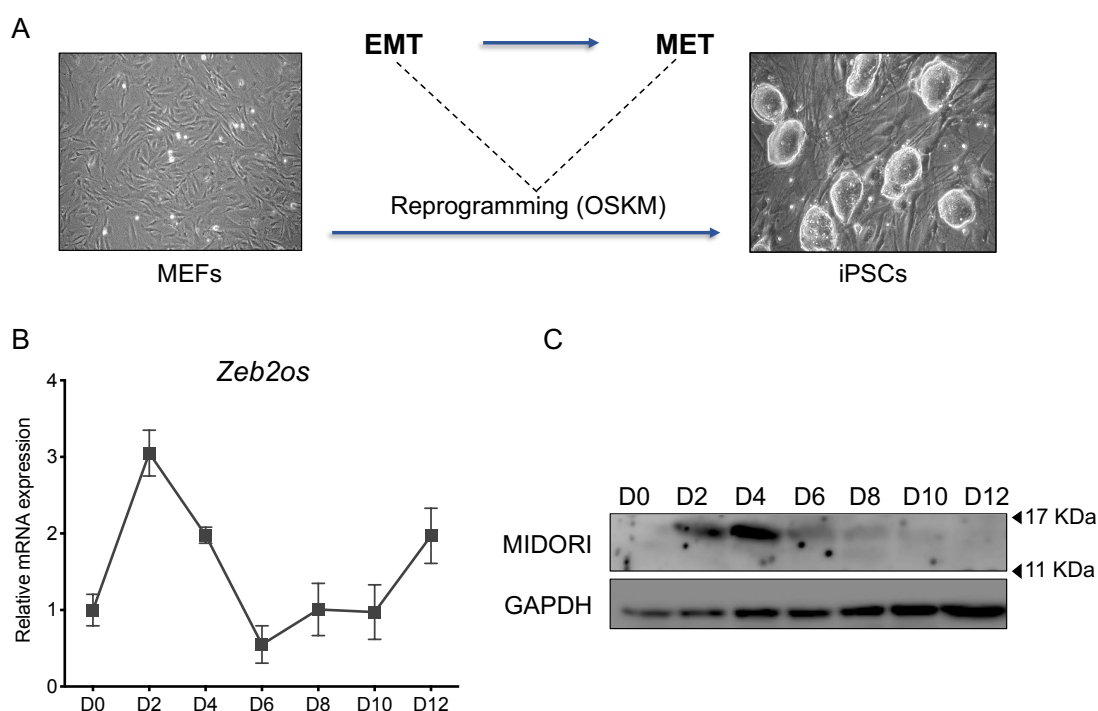 A
EMT
MET
Reprogramming (OSKM)
MEFs
iPSCs
B
Zeb2os
Relative mRNA expression
4
3
2
1
0
D0 D2 D4 D6 D8 D10 D12
C
D0 D2 D4 D6 D8 D10 D12
17 KDa
MIDORI
11 KDa
GAPDH